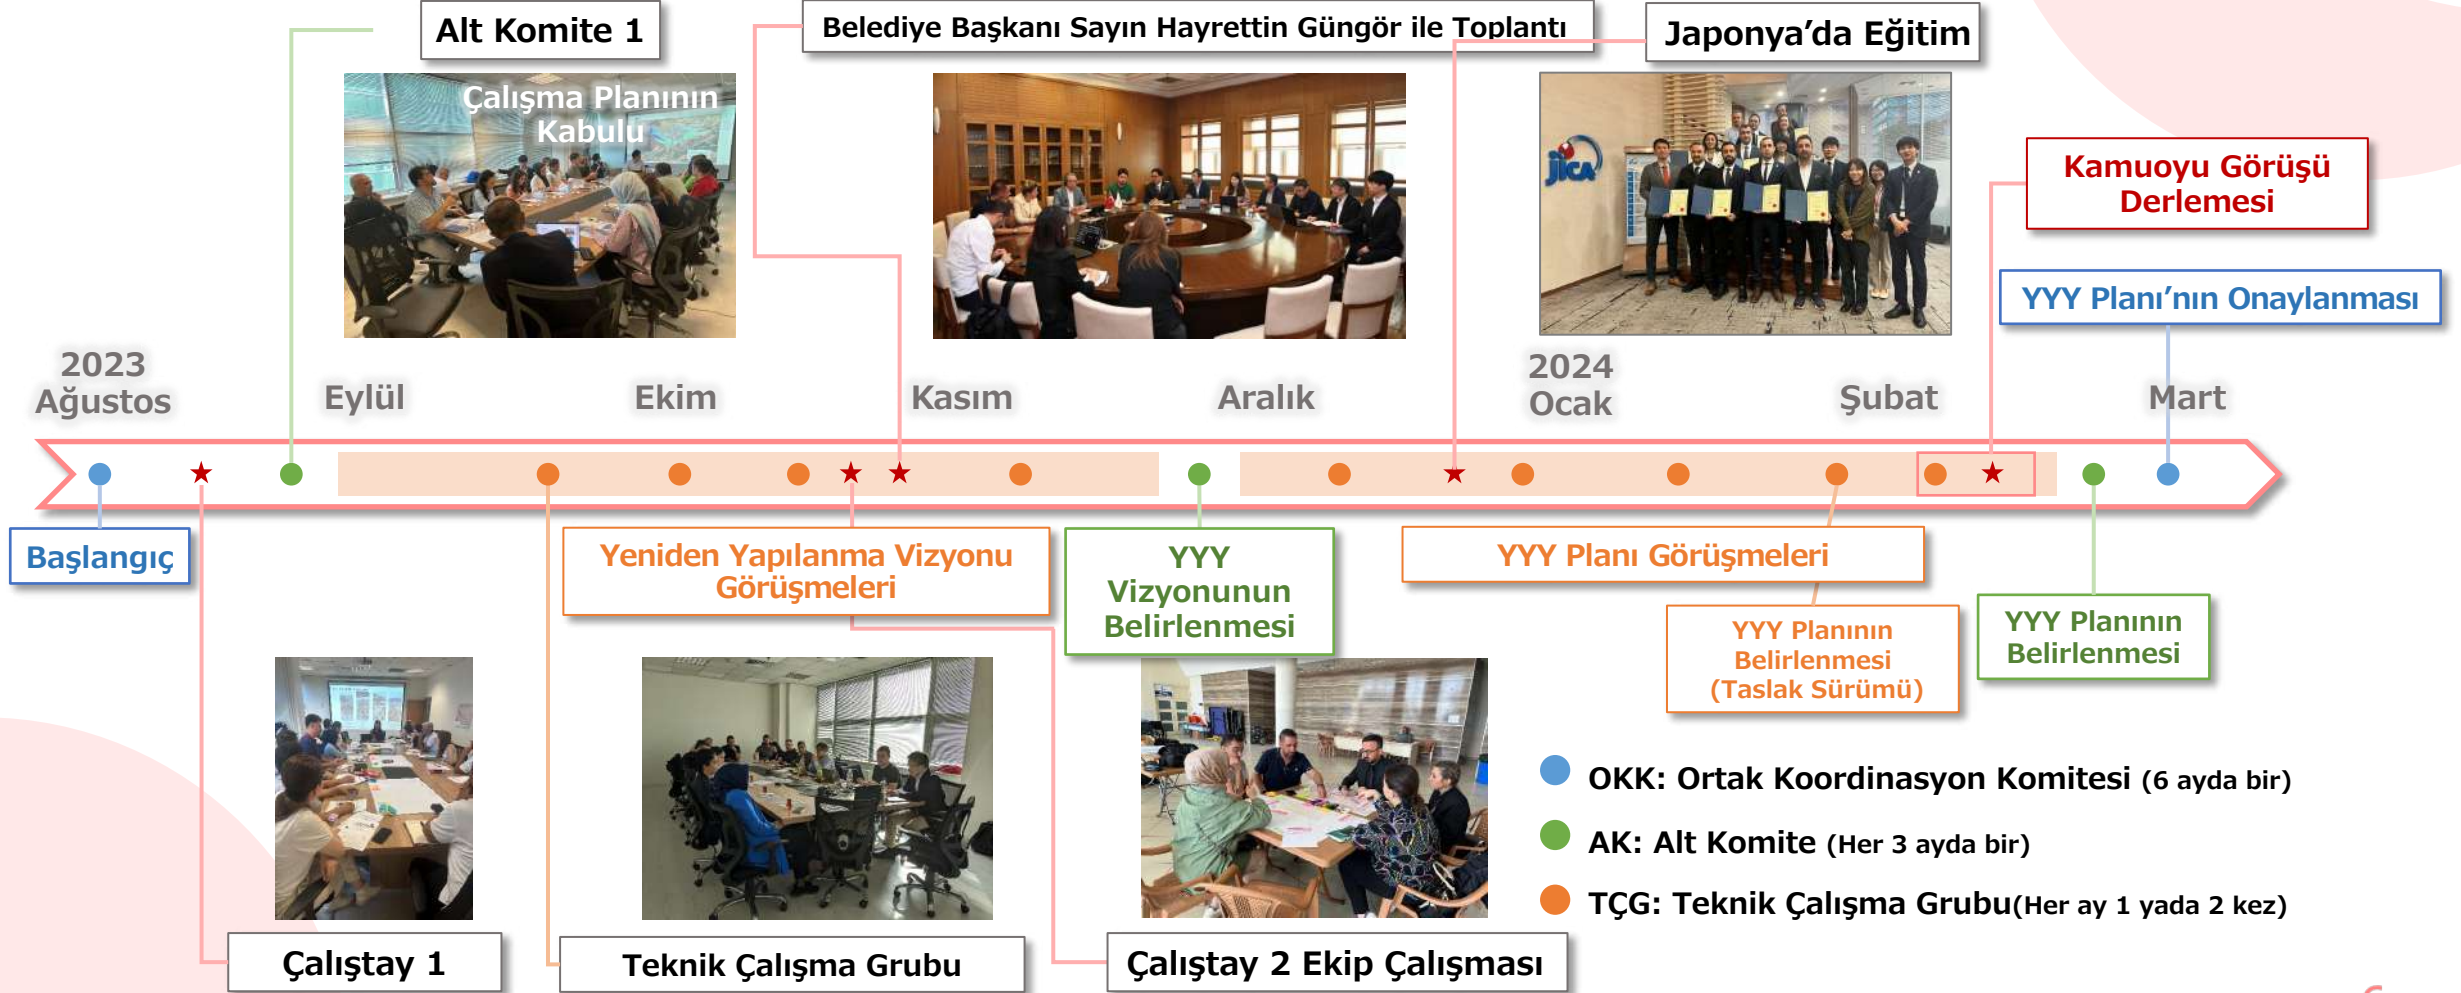 Alt Komite 1
Belediye Başkanı Sayın Hayrettin Güngör ile Toplantı
Japonya’da Eğitim
Çalışma Planının
Kabulu
jica
Kamuoyu Görüşü
Derlemesi
YYY Planı’nın Onaylanması
2023
Ağustos
Eylül
Ekim
Kasım
Aralık
2024
Ocak
Şubat
Mart
Başlangıç
Yeniden Yapılanma Vizyonu
Görüşmeleri
YYY
Vizyonunun
Belirlenmesi
YYY Planı Görüşmeleri
YYY Planının
Belirlenmesi
(Taslak Sürümü)
YYY Planının
Belirlenmesi
OKK: Ortak Koordinasyon Komitesi (6 ayda bir)
AK: Alt Komite (Her 3 ayda bir)
TÇG: Teknik Çalışma Grubu(Her ay 1 yada 2 kez)
Çalıştay 1
Teknik Çalışma Grubu
Çalıştay 2 Ekip Çalışması